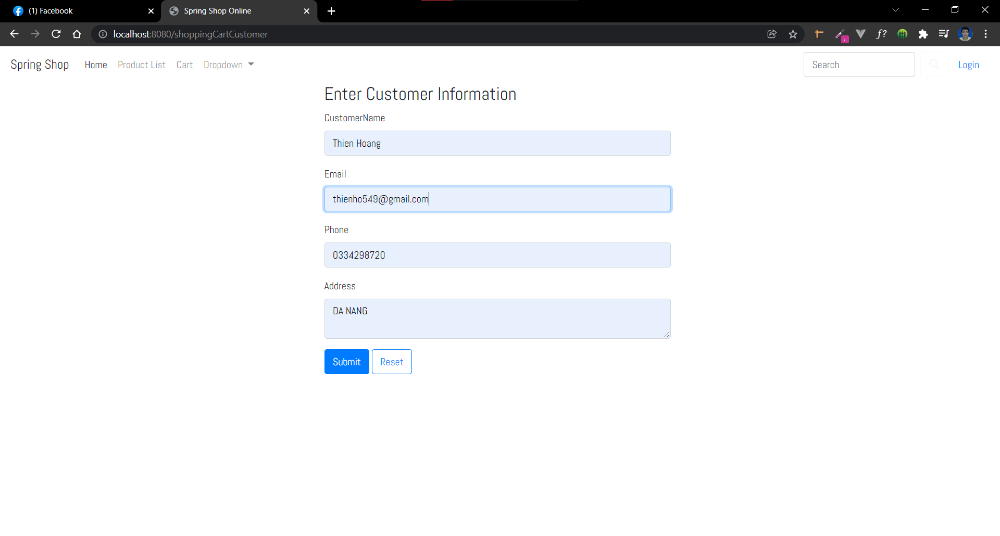 (1) Facebook
Spring Shop Online
localhost:8080/shoppingCartCustomer
f?
Spring Shop Home Product List Cart Dropdown Search Login
Enter Customer Information
CustomerName
Thien Hoang
Email
thienho549@gmail.com
Phone
0334298720
Address
DA NANG
Submit Reset